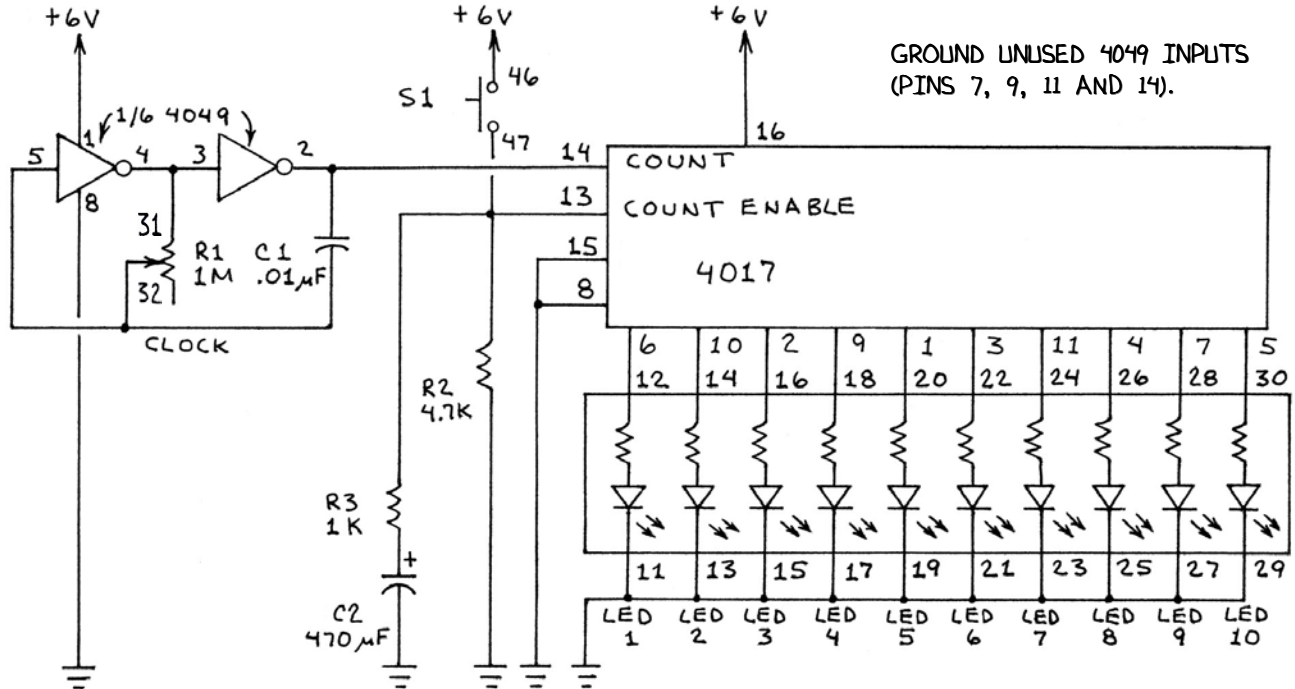 +6V
+6V
+6V
GROUND UNUSED 4049 INPUTS
(PINS 7, 9, 11 AND 14).
46
S1
47
1/6 4049
1
5
4
3
2
8
16
14
COUNT
13
COUNT ENABLE
15
8
4017
31
32
R1
1M
C1
.01µF
CLOCK
R2
4.7K
R3
1K
+
C2
470µF
6 10 2 9 1 3 11 4 7 5
12 14 16 18 20 22 24 26 28 30
11 13 15 17 19 21 23 25 27 29
LED LED LED LED LED LED LED LED LED LED
1 2 3 4 5 6 7 8 9 10